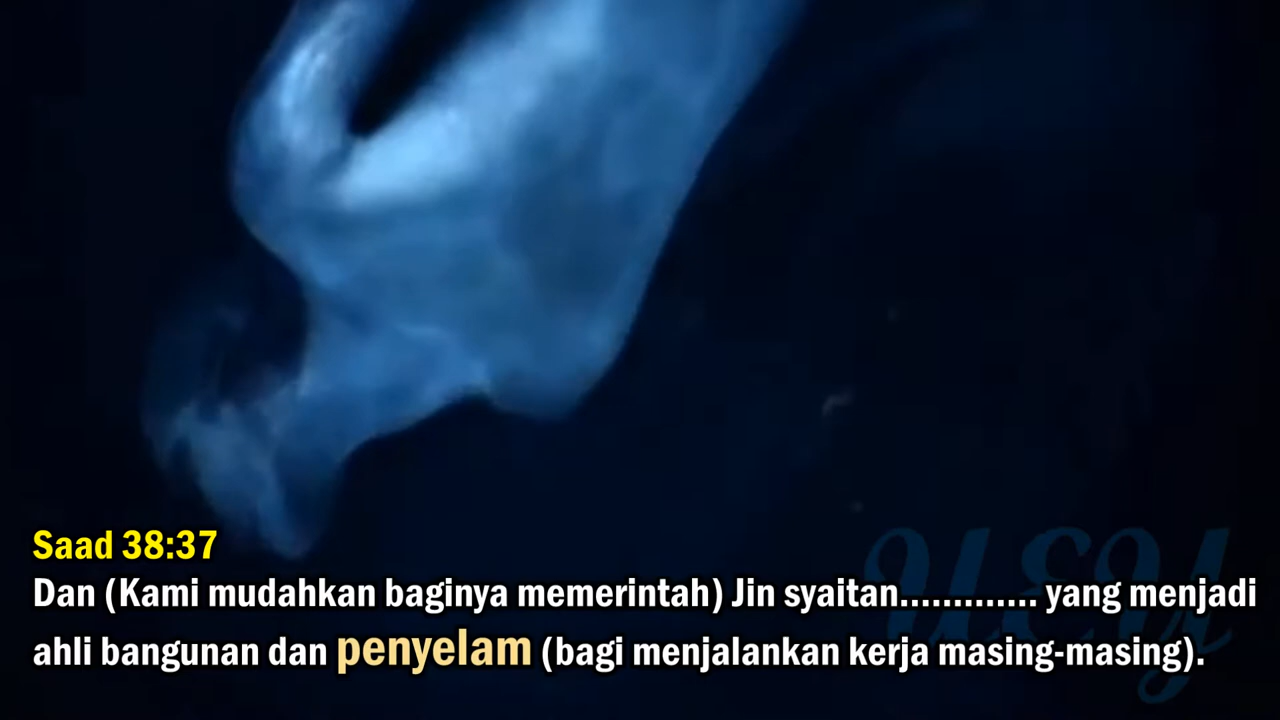 Saad 38:37
Dan (Kami mudahkan baginya memerintah) Jin syaitan............. yang menjadi
ahli bangunan dan penyelam (bagi menjalankan kerja masing-masing).
UEY